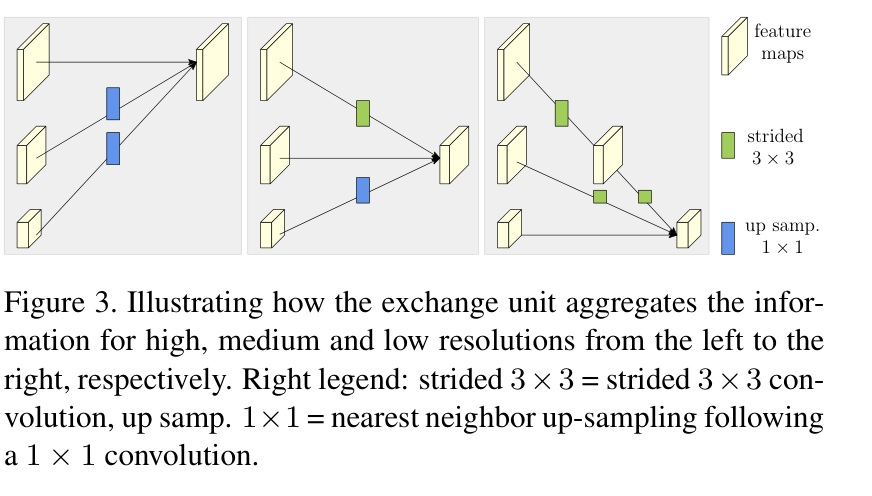 feature
maps
strided
3 × 3
up samp.
1 × 1
Figure 3. Illustrating how the exchange unit aggregates the infor-
mation for high, medium and low resolutions from the left to the
right, respectively. Right legend: strided 3 × 3 = strided 3 × 3 con-
volution, up samp. 1×1 = nearest neighbor up-sampling following
a 1 × 1 convolution.